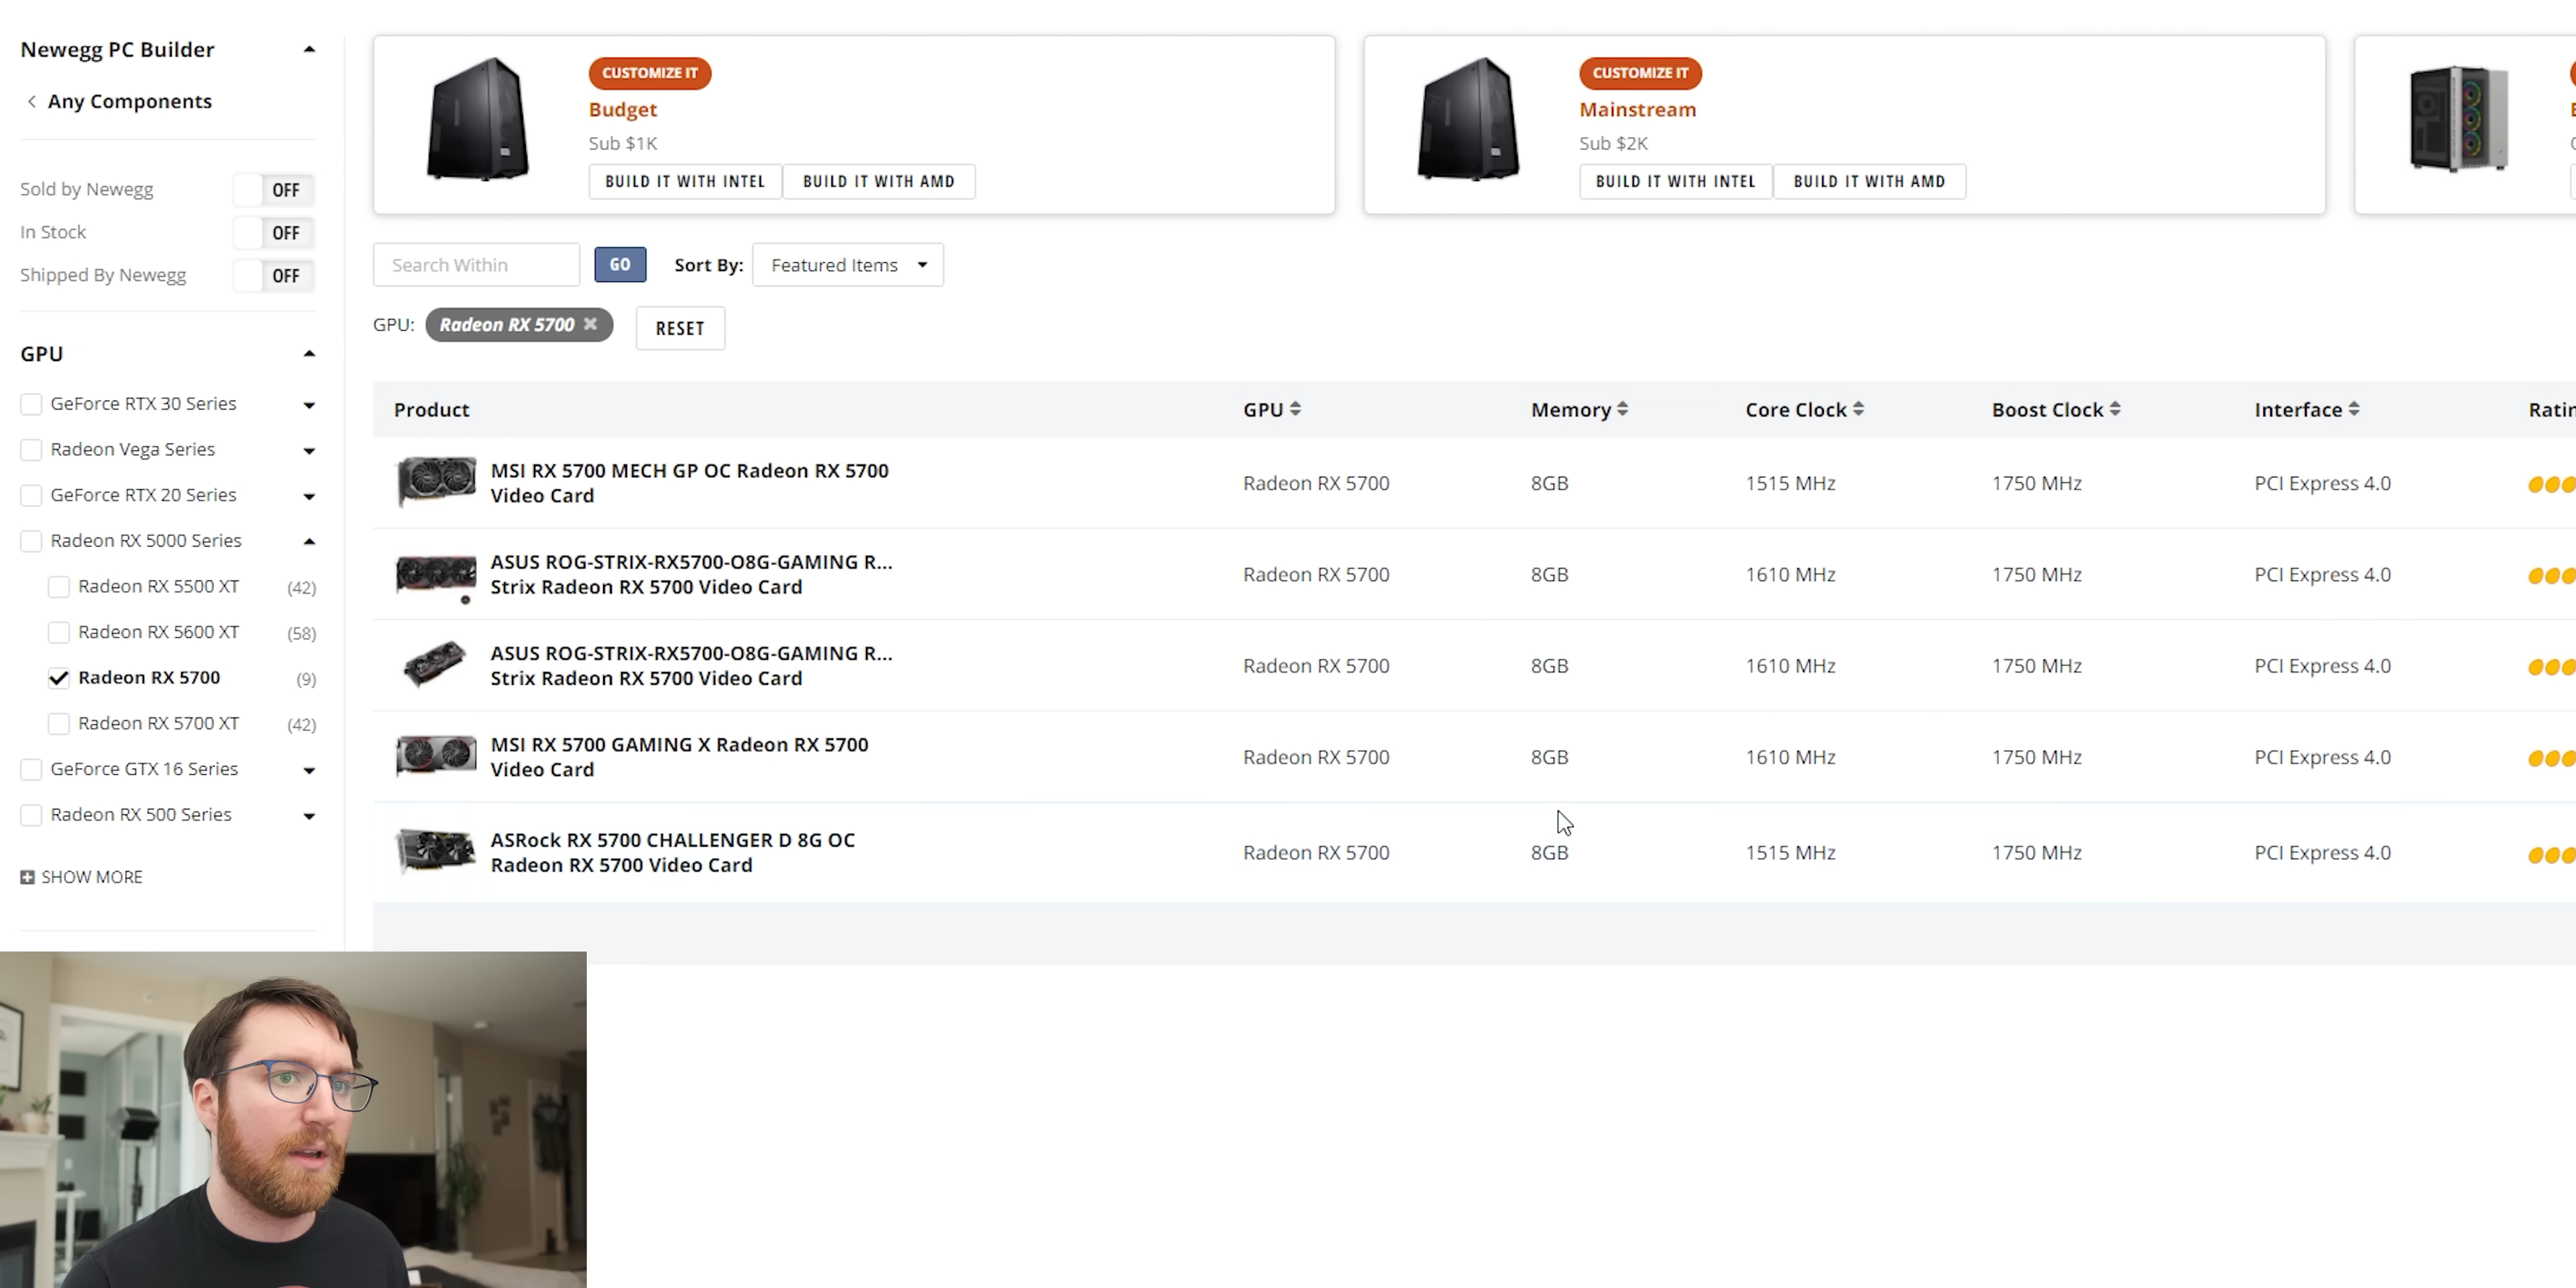 Newegg PC Builder
Any Components
Sold by Newegg OFF
In Stock OFF
Shipped By Newegg OFF
GPU
GeForce RTX 30 Series
Radeon Vega Series
GeForce RTX 20 Series
Radeon RX 5000 Series
Radeon RX 5500 XT (42)
Radeon RX 5600 XT (58)
Radeon RX 5700 (9)
Radeon RX 5700 XT (42)
GeForce GTX 16 Series
Radeon RX 500 Series
SHOW MORE
CUSTOMIZE IT
Budget
Sub $1K
BUILD IT WITH INTEL BUILD IT WITH AMD
CUSTOMIZE IT
Mainstream
Sub $2K
BUILD IT WITH INTEL BUILD IT WITH AMD
Search Within GO Sort By: Featured Items
GPU: Radeon RX 5700 RESET
Product GPU Memory Core Clock Boost Clock Interface
MSI RX 5700 MECH GP OC Radeon RX 5700
Video Card
Radeon RX 5700 8GB 1515 MHz 1750 MHz PCI Express 4.0
ASUS ROG-STRIX-RX5700-O8G-GAMING R...
Strix Radeon RX 5700 Video Card
Radeon RX 5700 8GB 1610 MHz 1750 MHz PCI Express 4.0
ASUS ROG-STRIX-RX5700-O8G-GAMING R...
Strix Radeon RX 5700 Video Card
Radeon RX 5700 8GB 1610 MHz 1750 MHz PCI Express 4.0
MSI RX 5700 GAMING X Radeon RX 5700
Video Card
Radeon RX 5700 8GB 1610 MHz 1750 MHz PCI Express 4.0
ASRock RX 5700 CHALLENGER D 8G OC
Radeon RX 5700 Video Card
Radeon RX 5700 8GB 1515 MHz 1750 MHz PCI Express 4.0